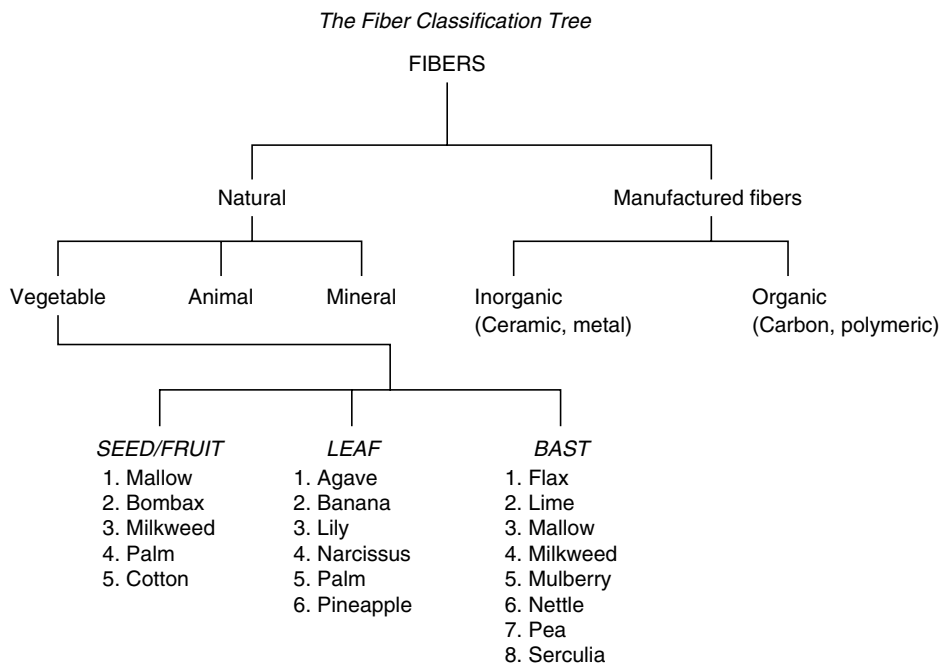 The Fiber Classification Tree
FIBERS
Natural
Manufactured fibers
Vegetable
Animal
Mineral
Inorganic
(Ceramic, metal)
Organic
(Carbon, polymeric)
SEED/FRUIT
1. Mallow
2. Bombax
3. Milkweed
4. Palm
5. Cotton
LEAF
1. Agave
2. Banana
3. Lily
4. Narcissus
5. Palm
6. Pineapple
BAST
1. Flax
2. Lime
3. Mallow
4. Milkweed
5. Mulberry
6. Nettle
7. Pea
8. Serculia